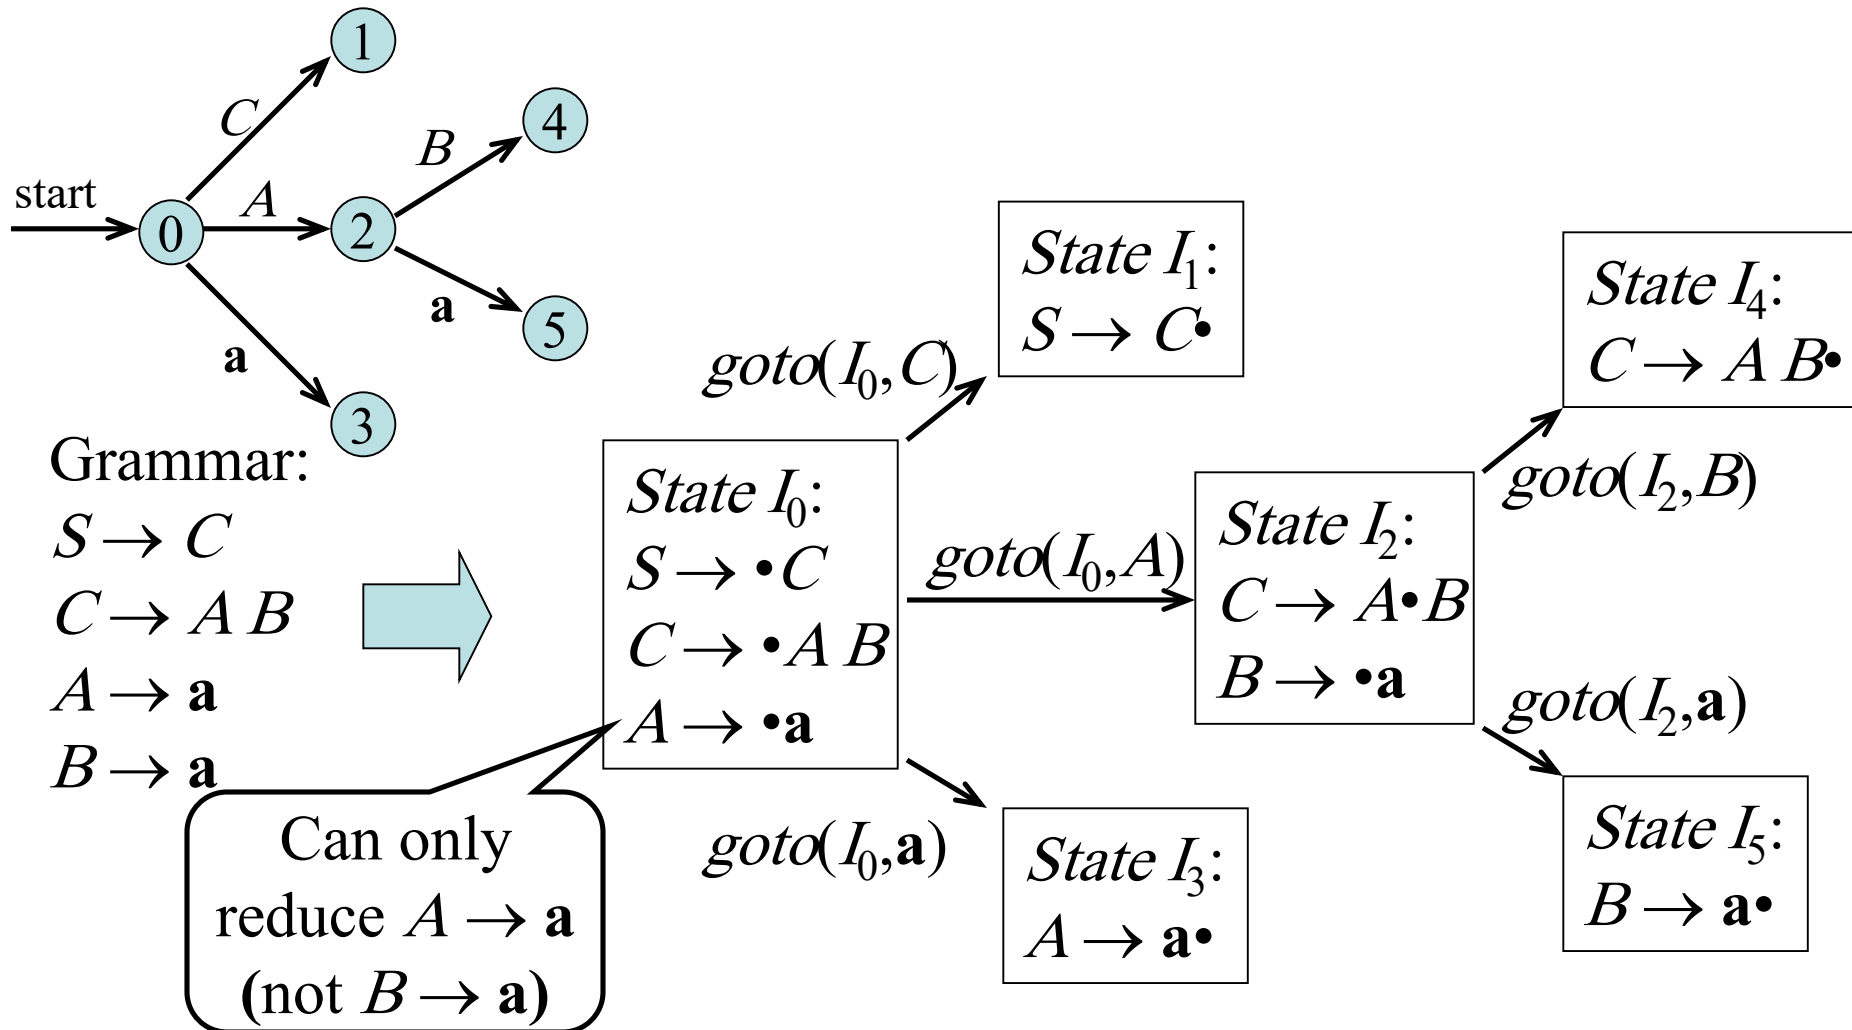 1
C
4
B
start
A
0
2
a
5
a
3
Grammar:
S → C
C → A B
A → a
B → a
Can only
reduce A → a
(not B → a)
State I0:
S → •C
C → •A B
A → •a
goto(I0,C)
State I1:
S → C•
goto(I0,A)
State I2:
C → A•B
B → •a
goto(I0,a)
State I3:
A → a•
goto(I2,B)
State I4:
C → A B•
goto(I2,a)
State I5:
B → a•